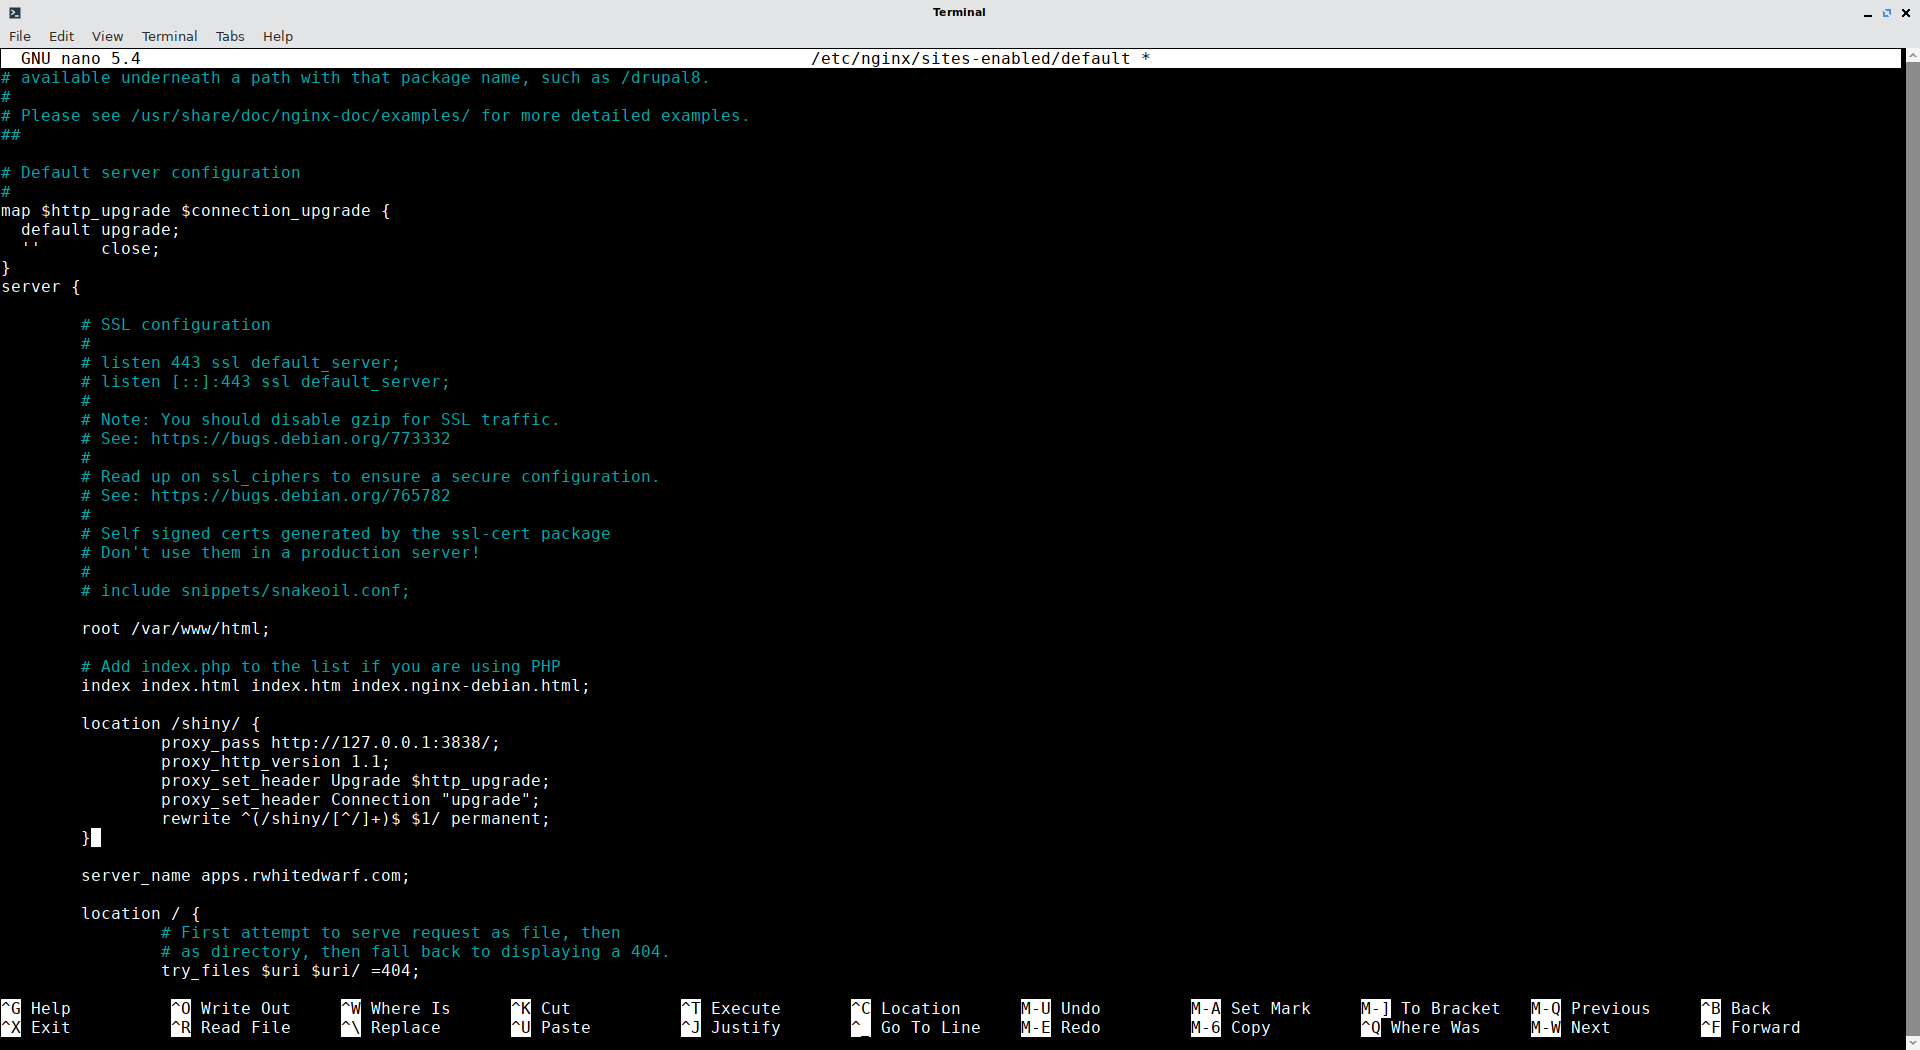 Terminal
File Edit View Terminal Tabs Help
GNU nano 5.4 /etc/nginx/sites-enabled/default *
# available underneath a path with that package name, such as /drupal8.
#
# Please see /usr/share/doc/nginx-doc/examples/ for more detailed examples.
##
# Default server configuration
#
map $http_upgrade $connection_upgrade {
  default upgrade;
  ''      close;
}
server {
        # SSL configuration
        #
        # listen 443 ssl default_server;
        # listen [::]:443 ssl default_server;
        #
        # Note: You should disable gzip for SSL traffic.
        # See: https://bugs.debian.org/773332
        #
        # Read up on ssl_ciphers to ensure a secure configuration.
        # See: https://bugs.debian.org/765782
        #
        # Self signed certs generated by the ssl-cert package
        # Don't use them in a production server!
        #
        # include snippets/snakeoil.conf;
        root /var/www/html;
        # Add index.php to the list if you are using PHP
        index index.html index.htm index.nginx-debian.html;
        location /shiny/ {
                proxy_pass http://127.0.0.1:3838/;
                proxy_http_version 1.1;
                proxy_set_header Upgrade $http_upgrade;
                proxy_set_header Connection "upgrade";
                rewrite ^(/shiny/[^/]+)$ $1/ permanent;
        }
        server_name apps.rwhitedwarf.com;
        location / {
                # First attempt to serve request as file, then
                # as directory, then fall back to displaying a 404.
                try_files $uri $uri/ =404;
^G Help ^O Write Out ^W Where Is ^K Cut ^T Execute ^C Location M-U Undo M-A Set Mark M-] To Bracket M-Q Previous ^B Back
^X Exit ^R Read File ^\ Replace ^U Paste ^J Justify ^_ Go To Line M-E Redo M-6 Copy ^Q Where Was M-W Next ^F Forward